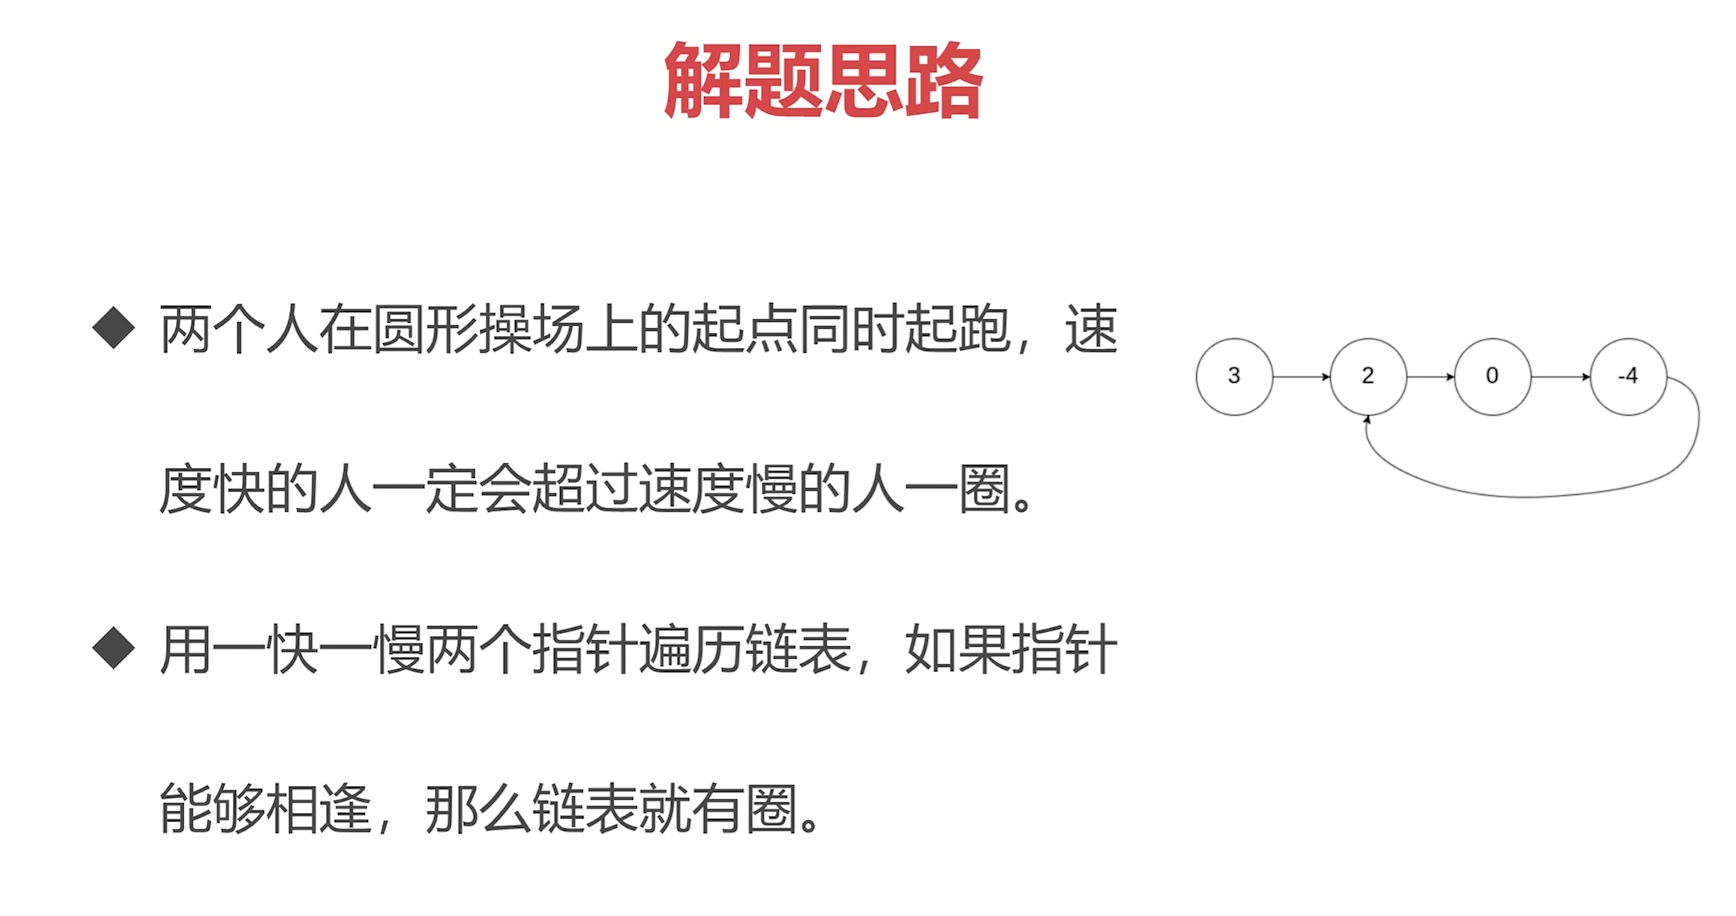 解题思路
◆ 两个人在圆形操场上的起点同时起跑，速
度快的人一定会超过速度慢的人一圈。
◆ 用一快一慢两个指针遍历链表，如果指针
能够相逢，那么链表就有圈。
3 2 0 -4